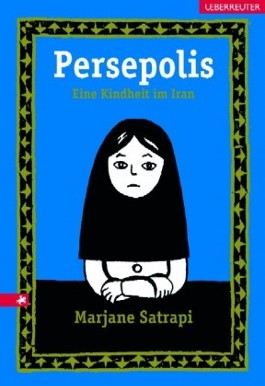 UEBERREUTER
Persepolis
Eine Kindheit im Iran
Marjane Satrapi